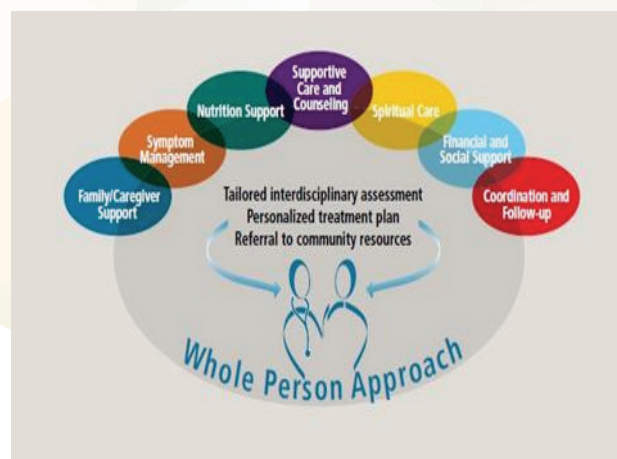 Supportive
Care and
Counseling
Nutrition Support
Spiritual Care
Symptom
Management
Financial and
Social Support
Family/Caregiver
Support
Coordination and
Follow-up
Tailored interdisciplinary assessment
Personalized treatment plan
Referral to community resources
Whole Person Approach